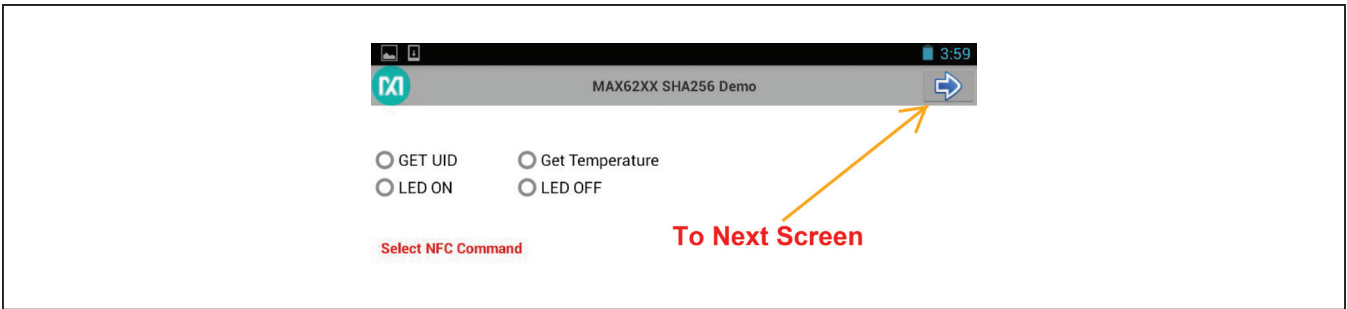 3:59
MAX62XX SHA256 Demo
GET UID Get Temperature
LED ON LED OFF
To Next Screen
Select NFC Command